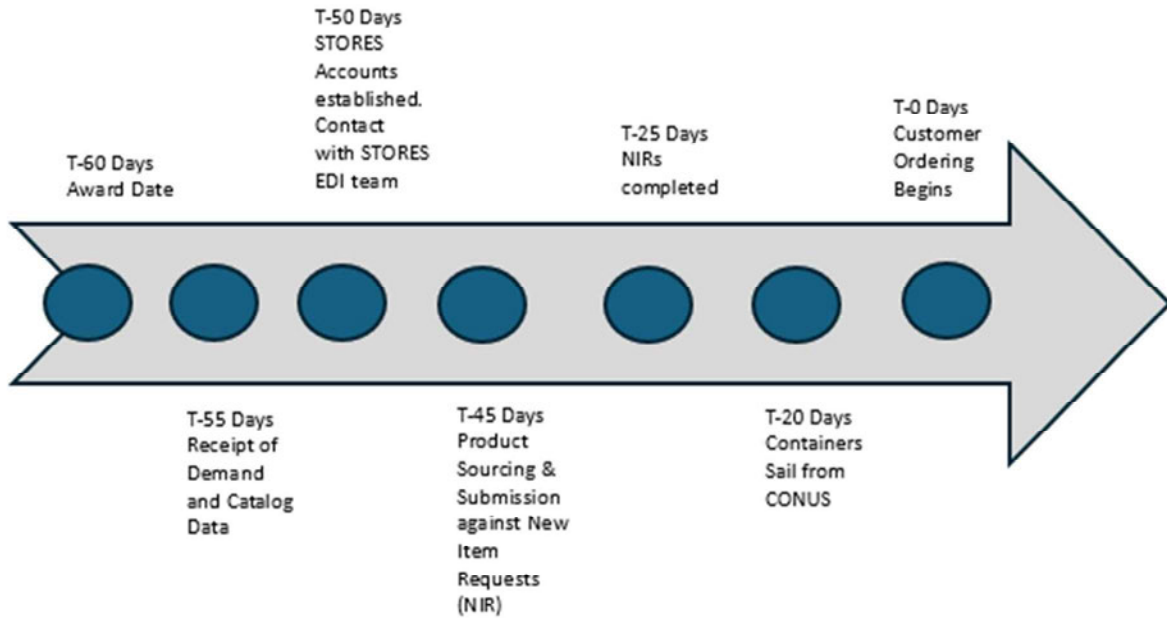 T-60 Days
Award Date
T-55 Days
Receipt of
Demand
and Catalog
Data
T-50 Days
STORES
Accounts
established.
Contact
with STORES
EDI team
T-45 Days
Product
Sourcing &
Submission
against New
Item
Requests
(NIR)
T-25 Days
NIRs
completed
T-20 Days
Containers
Sail from
CONUS
T-0 Days
Customer
Ordering
Begins